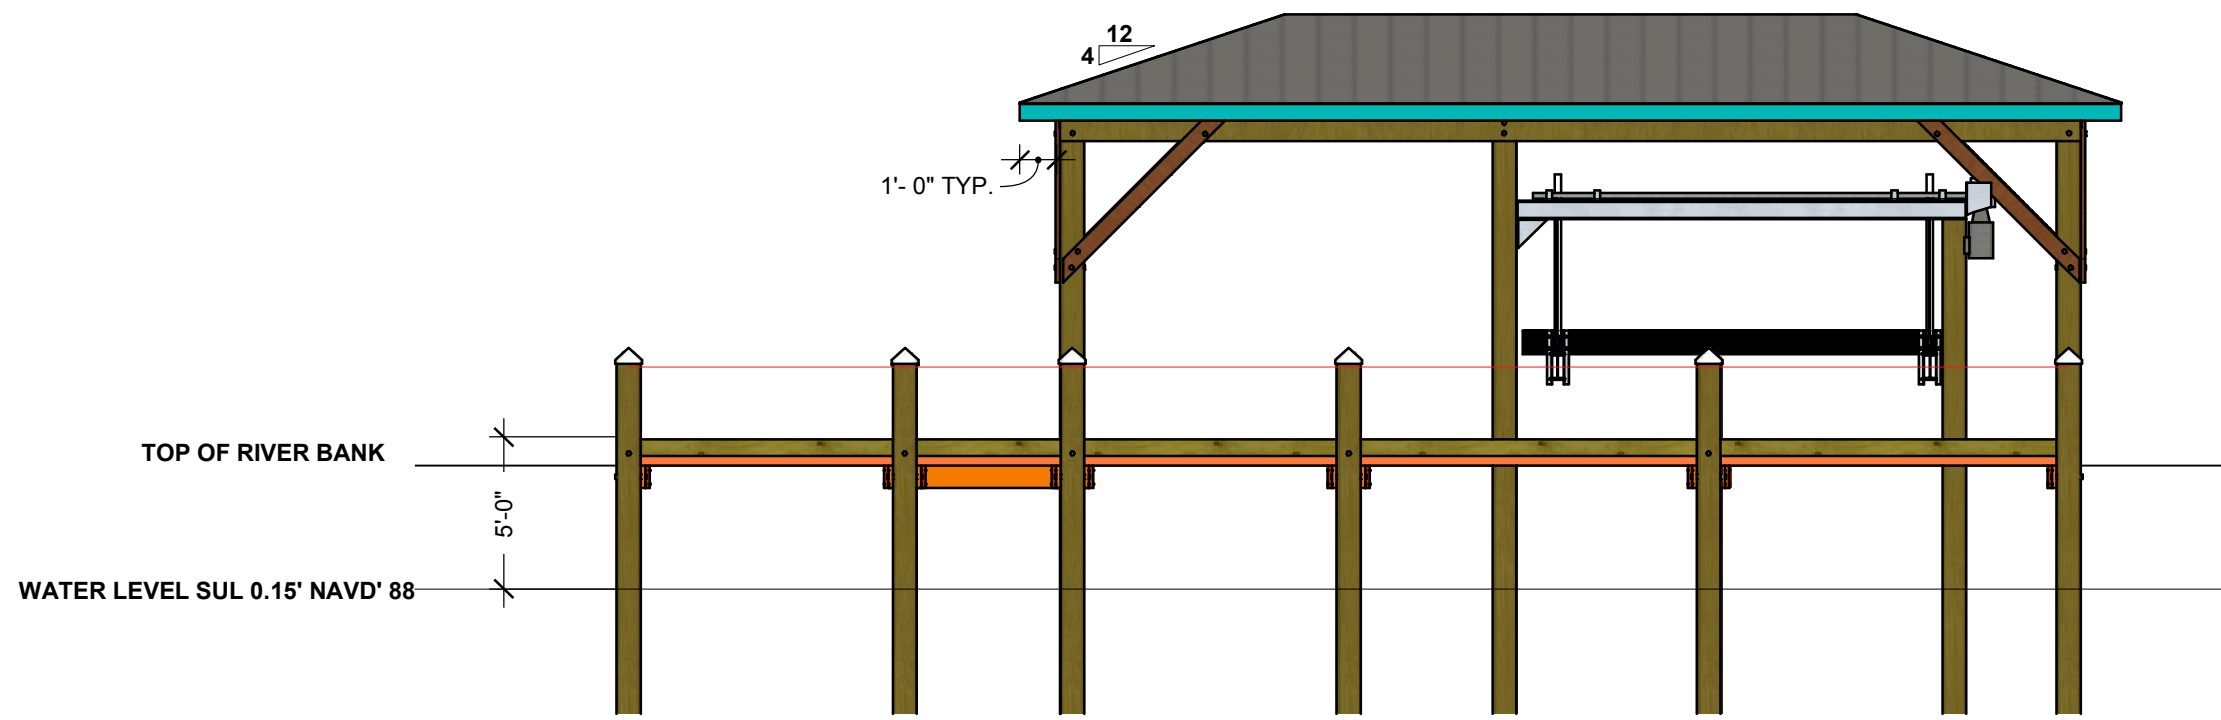 12
4
1'- 0" TYP.
TOP OF RIVER BANK
5'-0"
WATER LEVEL SUL 0.15' NAVD' 88